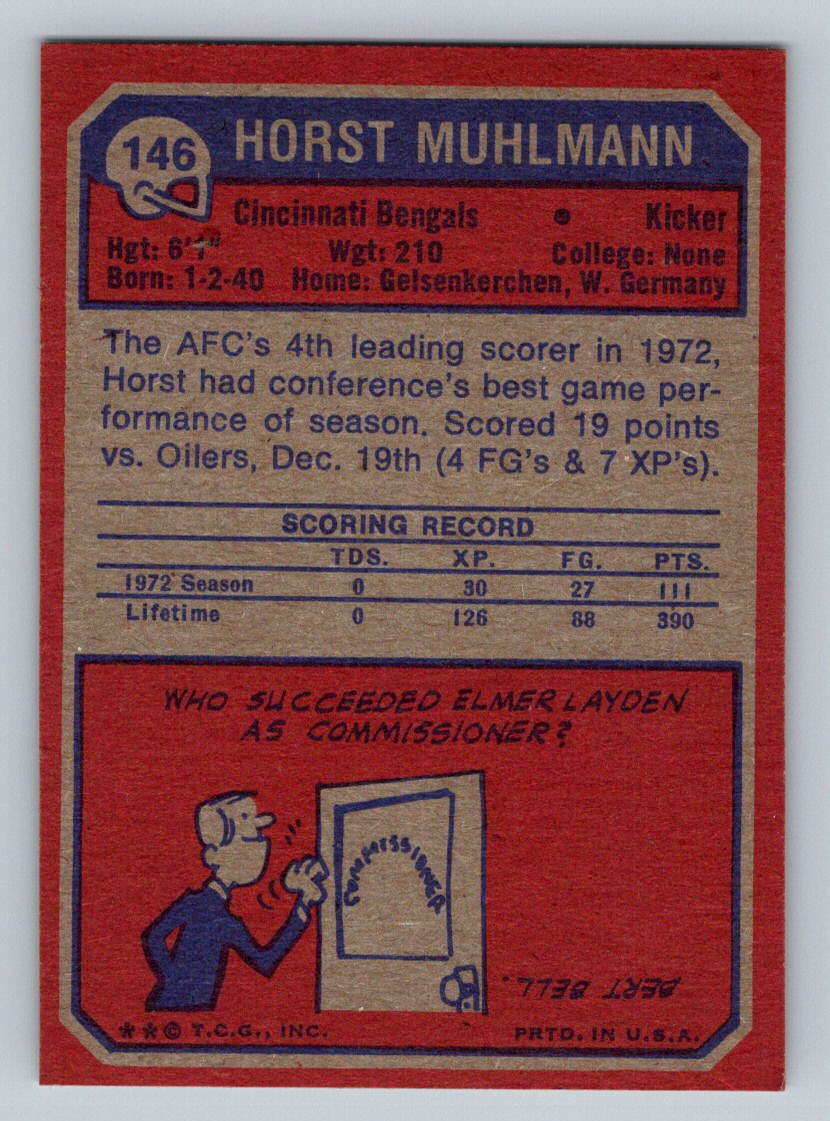 146 HORST MUHLMANN
Cincinnati Bengals • Kicker
Hgt: 6'1" Wgt: 210 College: None
Born: 1-2-40 Home: Gelsenkerchen, W. Germany
The AFC's 4th leading scorer in 1972,
Horst had conference's best game per-
formance of season. Scored 19 points
vs. Oilers, Dec. 19th (4 FG's & 7 XP's).
SCORING RECORD
TDS. XP. FG. PTS.
1972 Season 0 30 27 111
Lifetime 0 126 88 390
WHO SUCCEEDED ELMER LAYDEN
AS COMMISSIONER?
COMMISSIONER
BERT BELL.
**© T.C.G., INC. PRTD. IN U.S.A.